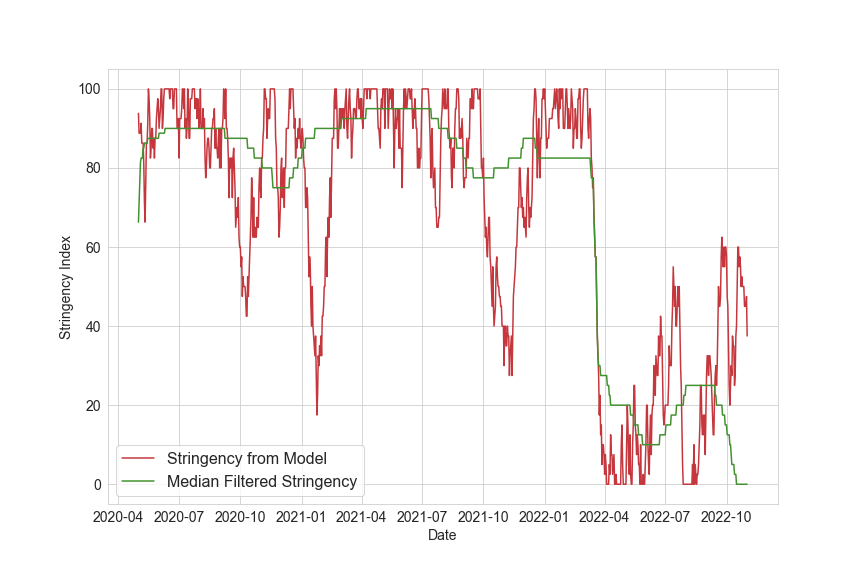 100
80
60
40
20
0
Stringency Index
Stringency from Model
Median Filtered Stringency
2020-04 2020-07 2020-10 2021-01 2021-04 2021-07 2021-10 2022-01 2022-04 2022-07 2022-10
Date